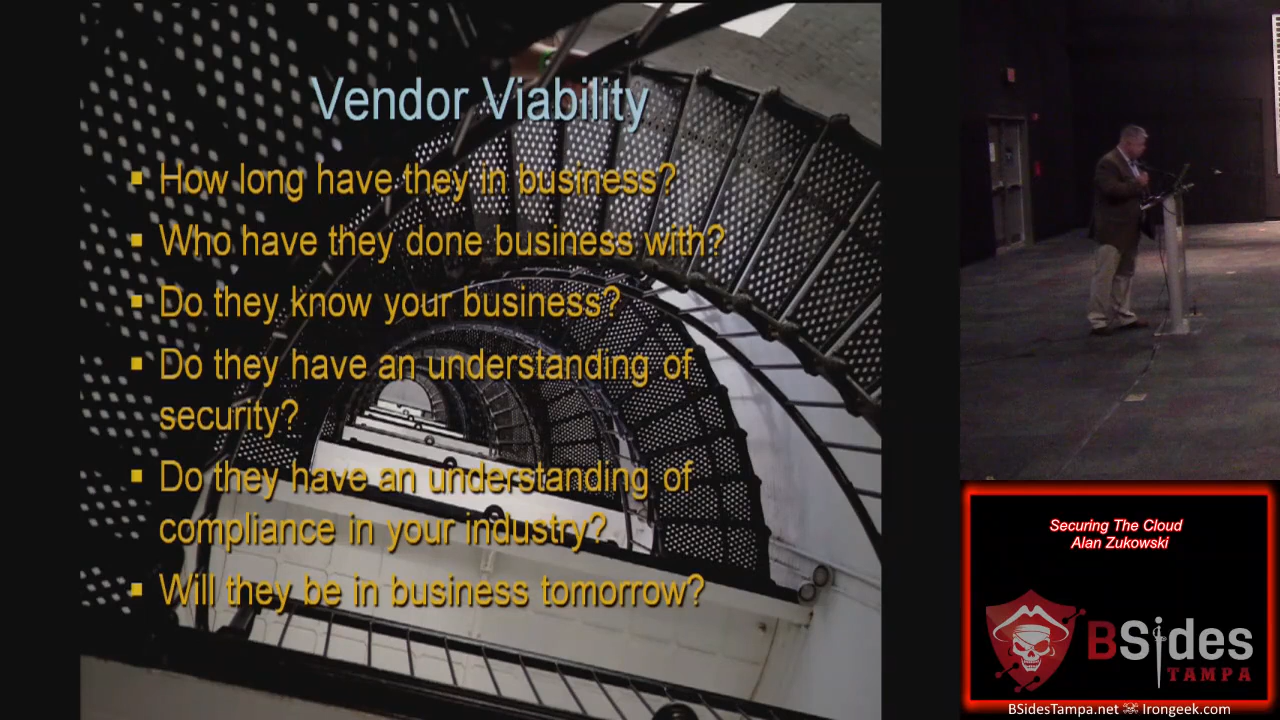 Vendor Viability
▪ How long have they in business?
▪ Who have they done business with?
▪ Do they know your business?
▪ Do they have an understanding of
security?
▪ Do they have an understanding of
compliance in your industry?
▪ Will they be in business tomorrow?
Securing The Cloud
Alan Zukowski
BSides
TAMPA
BSidesTampa.net ☠ Irongeek.com